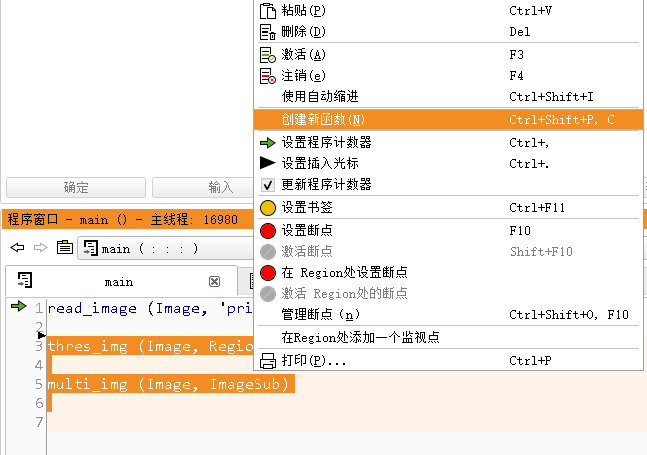 粘贴(P) Ctrl+V
删除(D) Del
激活(A) F3
注销(e) F4
使用自动缩进 Ctrl+Shift+I
创建新函数(N) Ctrl+Shift+P, C
设置程序计数器 Ctrl+,
设置插入光标 Ctrl+.
更新程序计数器
设置书签 Ctrl+F11
设置断点 F10
激活断点 Shift+F10
在 Region处设置断点
激活 Region处的断点
管理断点 (n) Ctrl+Shift+O, F10
在Region处添加一个监视点
打印(P)... Ctrl+P
确定 输入
程序窗口 - main () - 主线程: 16980
main ( : : : )
main
1 read_image (Image, 'pri
2
3 thres_img (Image, Regio
4
5 multi_img (Image, ImageSub)
6
7